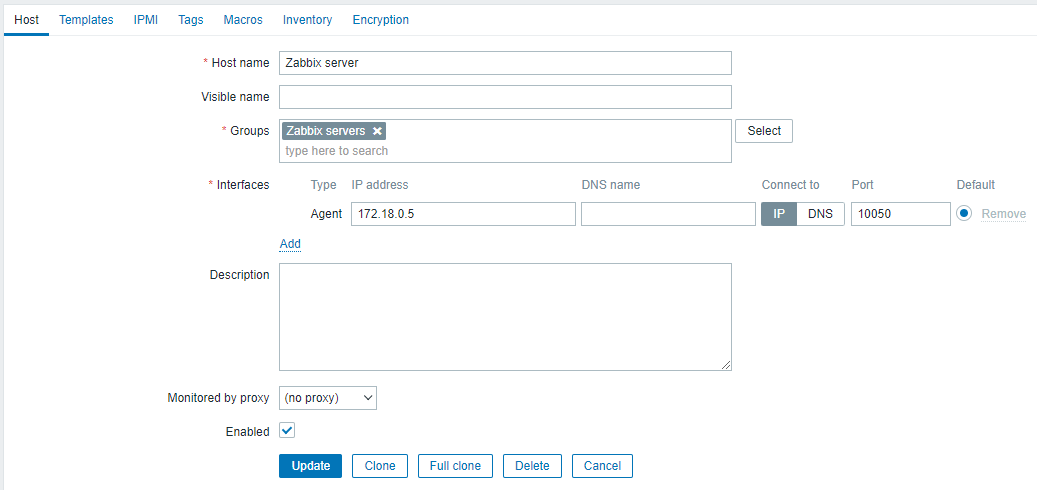 Host Templates IPMI Tags Macros Inventory Encryption
* Host name Zabbix server
Visible name
* Groups Zabbix servers Select
type here to search
* Interfaces Type IP address DNS name Connect to Port Default
Agent 172.18.0.5 IP DNS 10050 Remove
Add
Description
Monitored by proxy (no proxy)
Enabled
Update Clone Full clone Delete Cancel